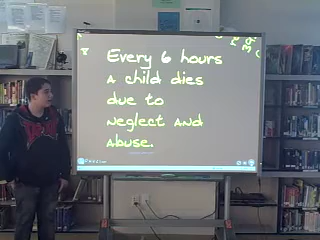 Every 6 hours
a child dies
due to
neglect and
abuse.